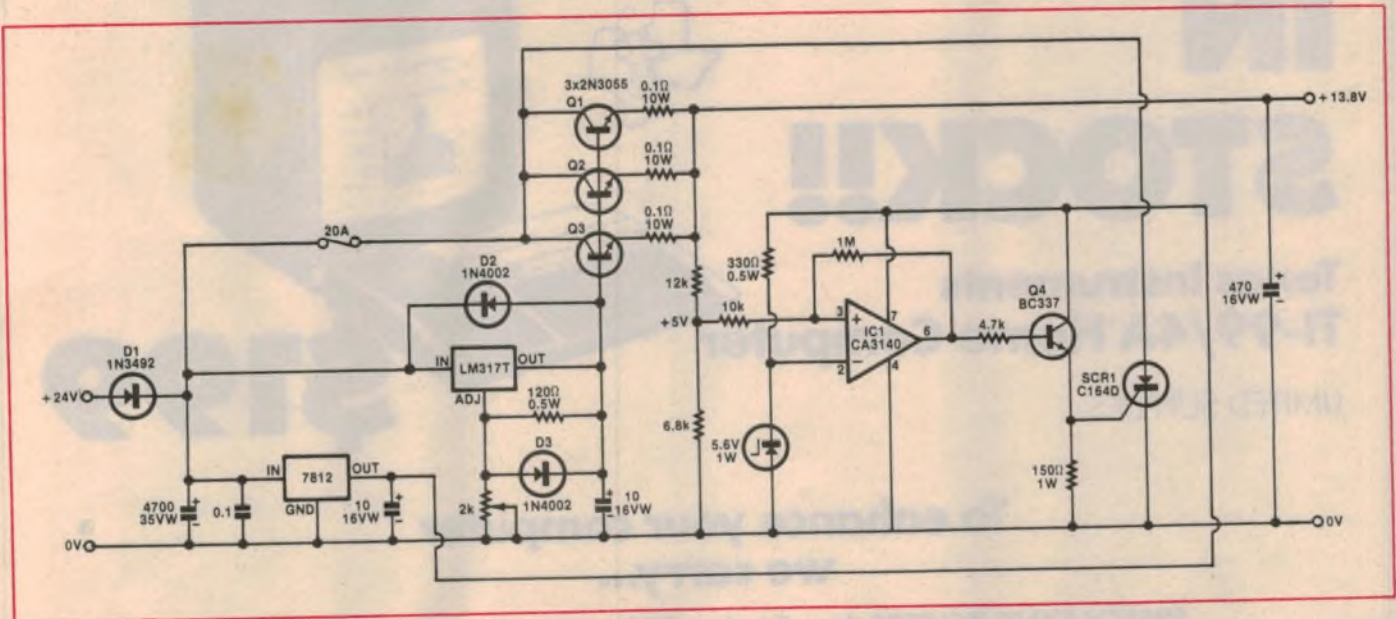 3x2N3055
Q1
0.1Ω
10W
+13.8V
Q2
0.1Ω
10W
Q3
0.1Ω
10W
20A
D2
1N4002
12k
330Ω
0.5W
1M
Q4
BC337
470
16VW
+
−
+5V
10k
3
+
7
IC1
CA3140
6
4.7k
−
2
4
D1
1N3492
+24V
IN
LM317T
OUT
ADJ
120Ω
0.5W
SCR1
C164D
6.8k
5.6V
1W
D3
1N4002
150Ω
1W
IN
7812
OUT
GND
4700
35VW
+
−
0.1
10
16VW
+
−
2k
10
16VW
+
−
0V
0V